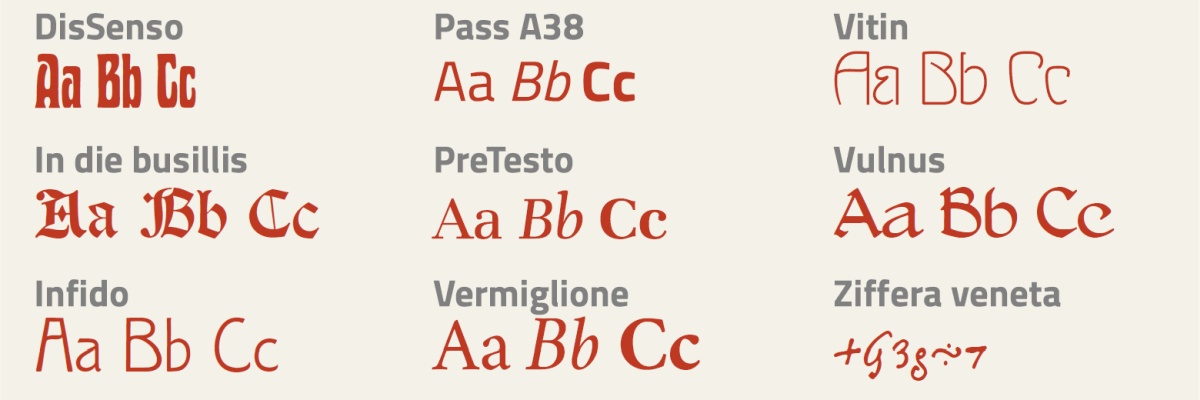 DisSenso
Aa Bb Cc
In die busillis
Aa Bb Cc
Infido
Aa Bb Cc
Pass A38
Aa Bb Cc
PreTesto
Aa Bb Cc
Vermiglione
Aa Bb Cc
Vitin
Aa Bb Cc
Vulnus
Aa Bb Cc
Ziffera veneta